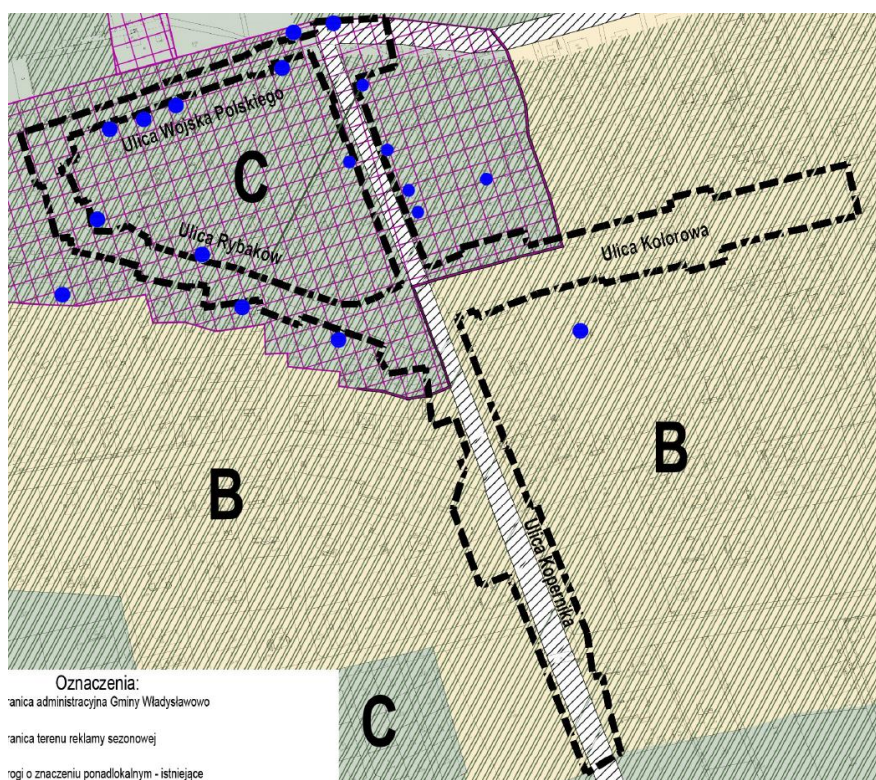 Ulica Wojska Polskiego
C
Ulica Rybaków
Ulica Kolorowa
B
B
Ulica Kopernika
C
Oznaczenia:
ranica administracyjna Gminy Władysławowo
ranica terenu reklamy sezonowej
rogi o znaczeniu ponadlokalnym - istniejące